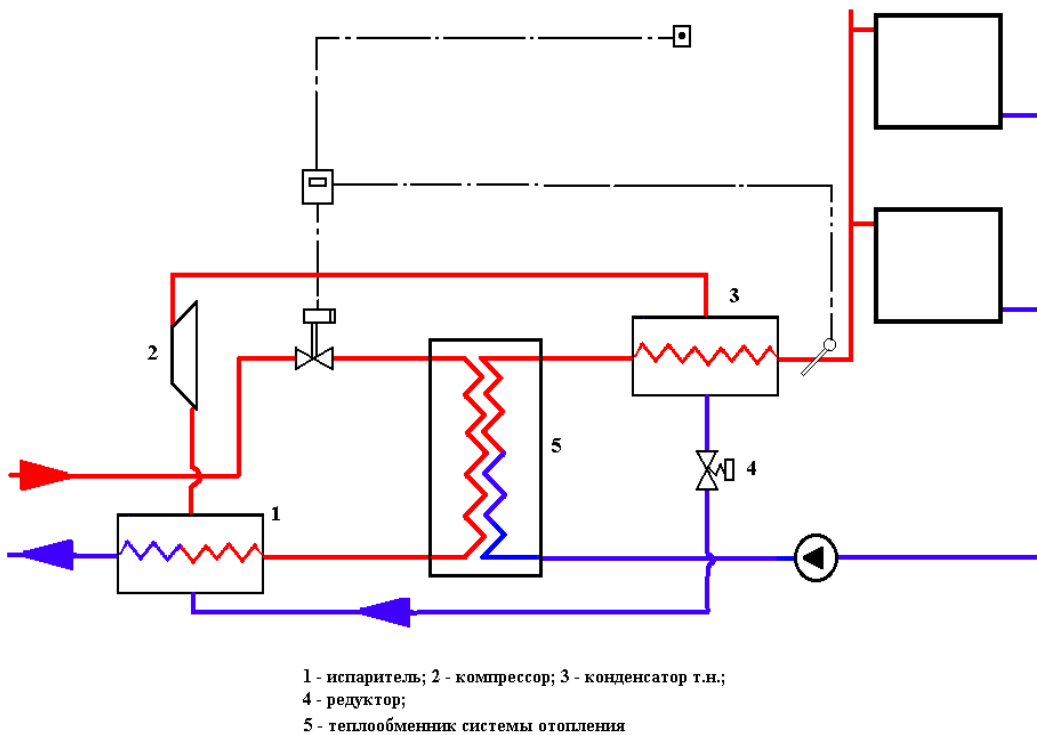 3
2
5
4
1
1 - испаритель; 2 - компрессор; 3 - конденсатор т.н.;
4 - редуктор;
5 - теплообменник системы отопления